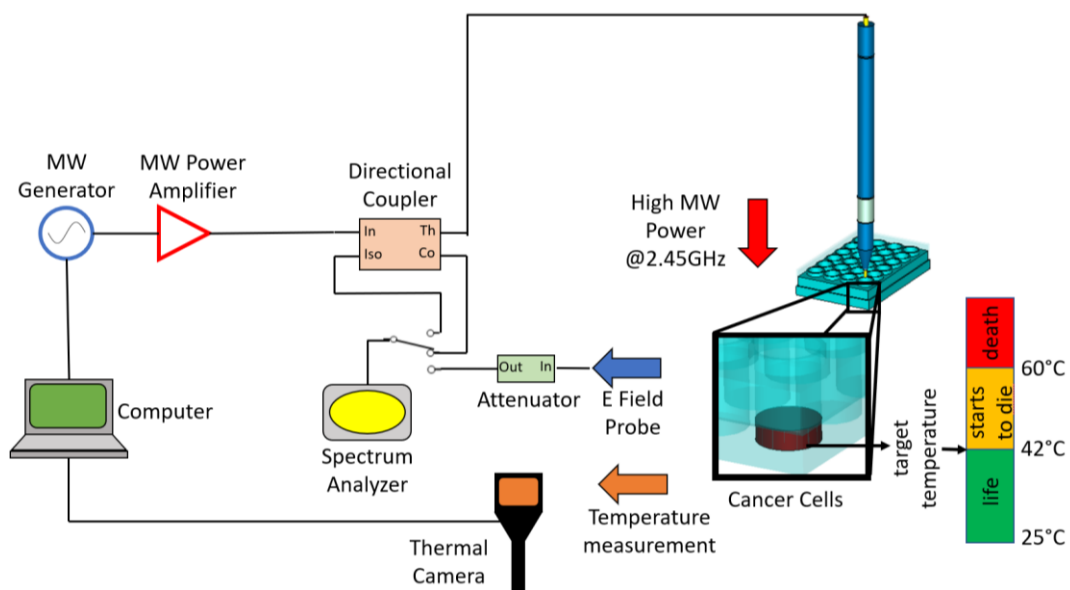 MW
Generator
MW Power
Amplifier
Directional
Coupler
In
Th
Iso
Co
High MW
Power
@2.45GHz
Out
In
Attenuator
E Field
Probe
Computer
Spectrum
Analyzer
Thermal
Camera
Temperature
measurement
Cancer Cells
target
temperature
death
starts
to die
life
60°C
42°C
25°C